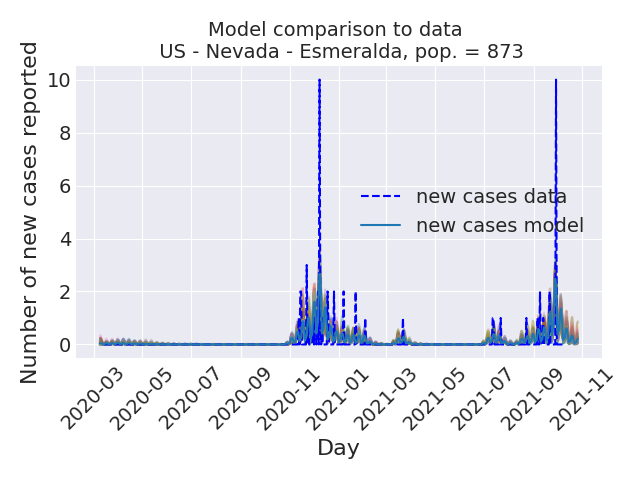 Model comparison to data
US - Nevada - Esmeralda, pop. = 873
Number of new cases reported
10
8
6
4
2
0
new cases data
new cases model
2020-03
2020-05
2020-07
2020-09
2020-11
2021-01
2021-03
2021-05
2021-07
2021-09
2021-11
Day